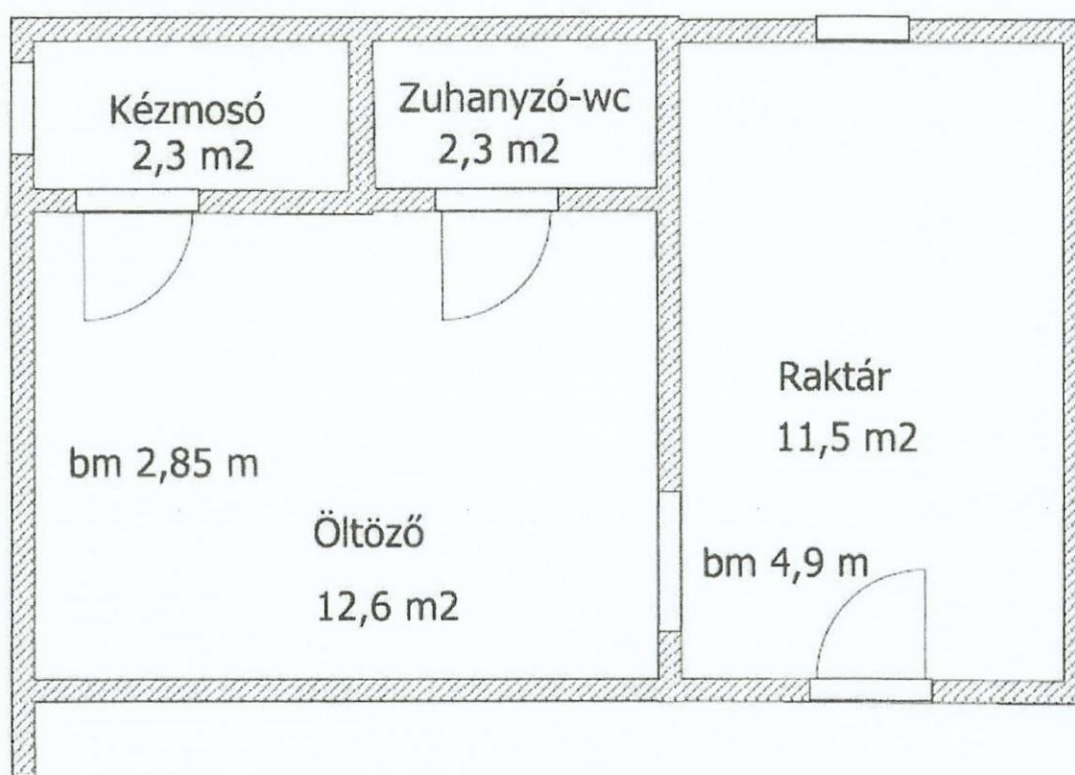 Kézmosó
2,3 m2
Zuhanyzó-wc
2,3 m2
Raktár
11,5 m2
bm 2,85 m
Öltöző
12,6 m2
bm 4,9 m